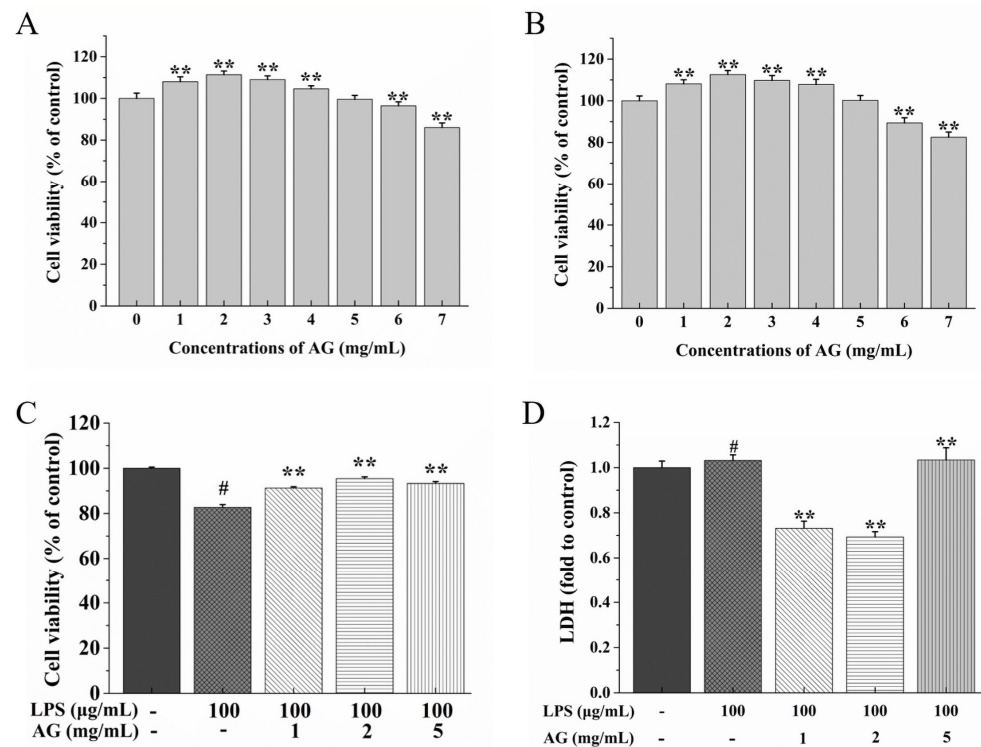 A
Cell viability (% of control)
120
100
80
60
40
20
0
** ** ** ** ** **
0 1 2 3 4 5 6 7
Concentrations of AG (mg/mL)
B
Cell viability (% of control)
120
100
80
60
40
20
0
** ** ** ** ** **
0 1 2 3 4 5 6 7
Concentrations of AG (mg/mL)
C
Cell viability (% of control)
120
100
80
60
40
20
0
# ** ** **
LPS (μg/mL) - 100 100 100 100
AG (mg/mL) - - 1 2 5
D
LDH (fold to control)
1.2
1.0
0.8
0.6
0.4
0.2
0.0
# ** ** **
LPS (μg/mL) - 100 100 100 100
AG (mg/mL) - - 1 2 5